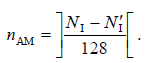 n_AM = ]N_I − N′_I / 128[ .